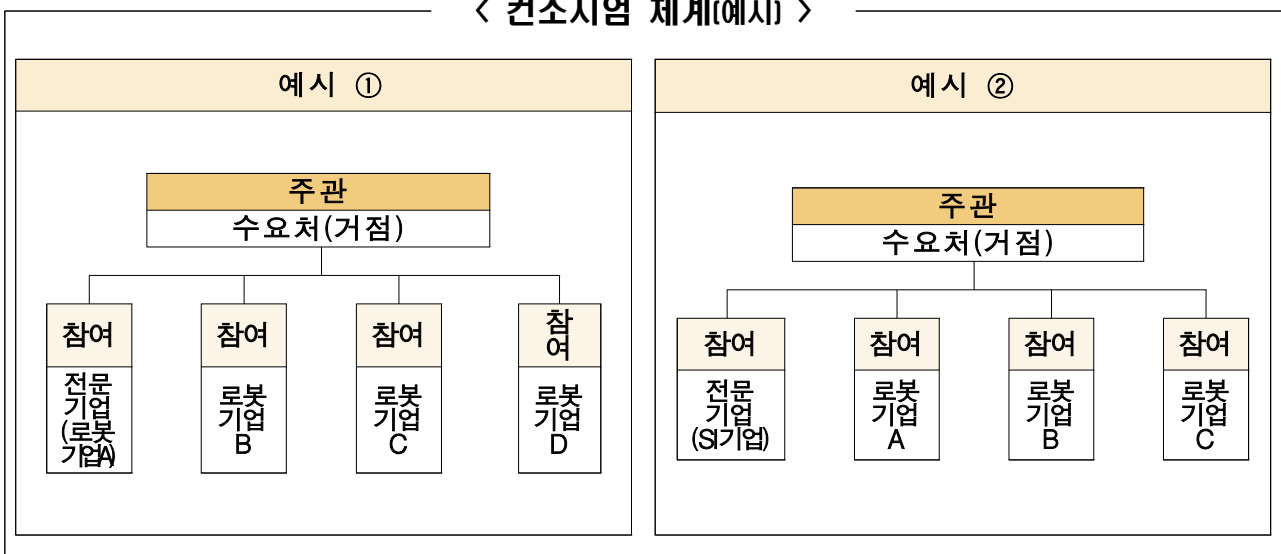 < 컨소시엄 체계(예시) >
예시 ①
주관
수요처(거점)
참여
전문
기업
(로봇
기업A)
참여
로봇
기업
B
참여
로봇
기업
C
참
여
로봇
기업
D
예시 ②
주관
수요처(거점)
참여
전문
기업
(SI기업)
참여
로봇
기업
A
참여
로봇
기업
B
참여
로봇
기업
C